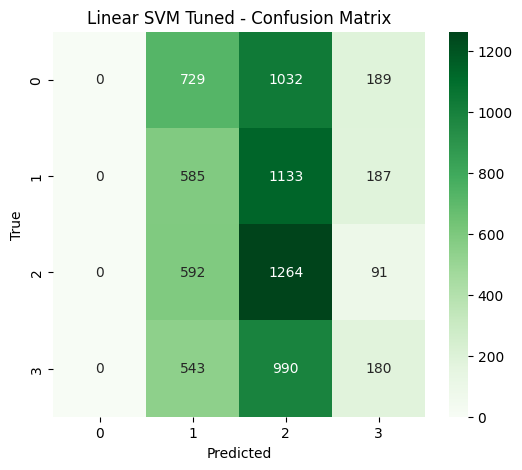 Linear SVM Tuned - Confusion Matrix
0 0 729 1032 189
1 0 585 1133 187
2 0 592 1264 91
3 0 543 990 180
0 1 2 3
True
Predicted
1200
1000
800
600
400
200
0